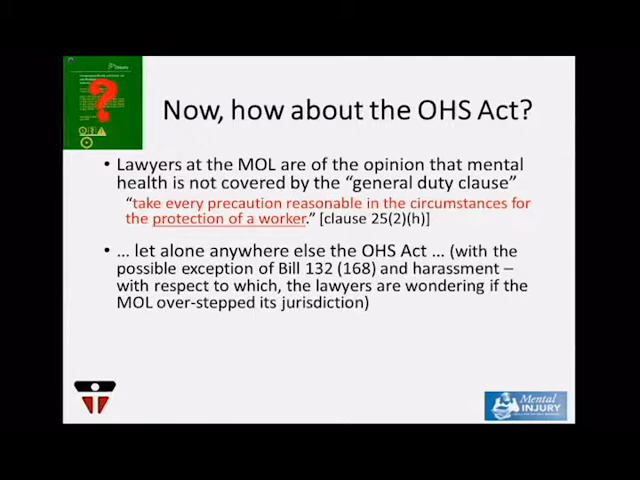 ?
Now, how about the OHS Act?
• Lawyers at the MOL are of the opinion that mental
health is not covered by the “general duty clause”
“take every precaution reasonable in the circumstances for
the protection of a worker.” [clause 25(2)(h)]
• … let alone anywhere else the OHS Act … (with the
possible exception of Bill 132 (168) and harassment –
with respect to which, the lawyers are wondering if the
MOL over-stepped its jurisdiction)
Mental
INJURY